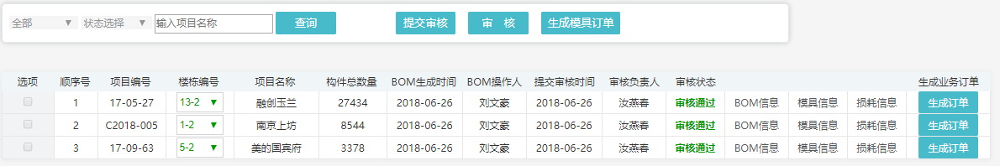 全部 ▼ 状态选择 ▼ 输入项目名称 查询 提交审核 审 核 生成模具订单
选项 顺序号 项目编号 楼栋编号 项目名称 构件总数量 BOM生成时间 BOM操作人 提交审核时间 审核负责人 审核状态 生成业务订单
1 17-05-27 13-2 ▼ 融创玉兰 27434 2018-06-26 刘文豪 2018-06-26 汝燕春 审核通过 BOM信息 模具信息 损耗信息 生成订单
2 C2018-005 1-2 ▼ 南京上坊 8544 2018-06-26 刘文豪 2018-06-26 汝燕春 审核通过 BOM信息 模具信息 损耗信息 生成订单
3 17-09-63 5-2 ▼ 美的国宾府 3378 2018-06-26 刘文豪 2018-06-26 汝燕春 审核通过 BOM信息 模具信息 损耗信息 生成订单